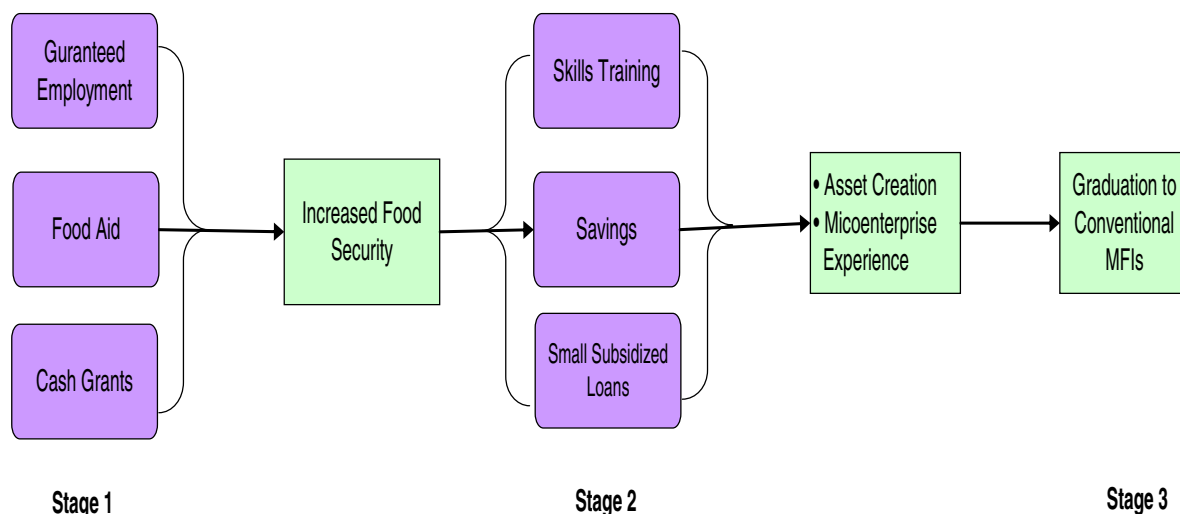 Guranteed
Employment
Food Aid
Cash Grants
Increased Food
Security
Skills Training
Savings
Small Subsidized
Loans
• Asset Creation
• Micoenterprise
Experience
Graduation to
Conventional
MFIs
Stage 1
Stage 2
Stage 3